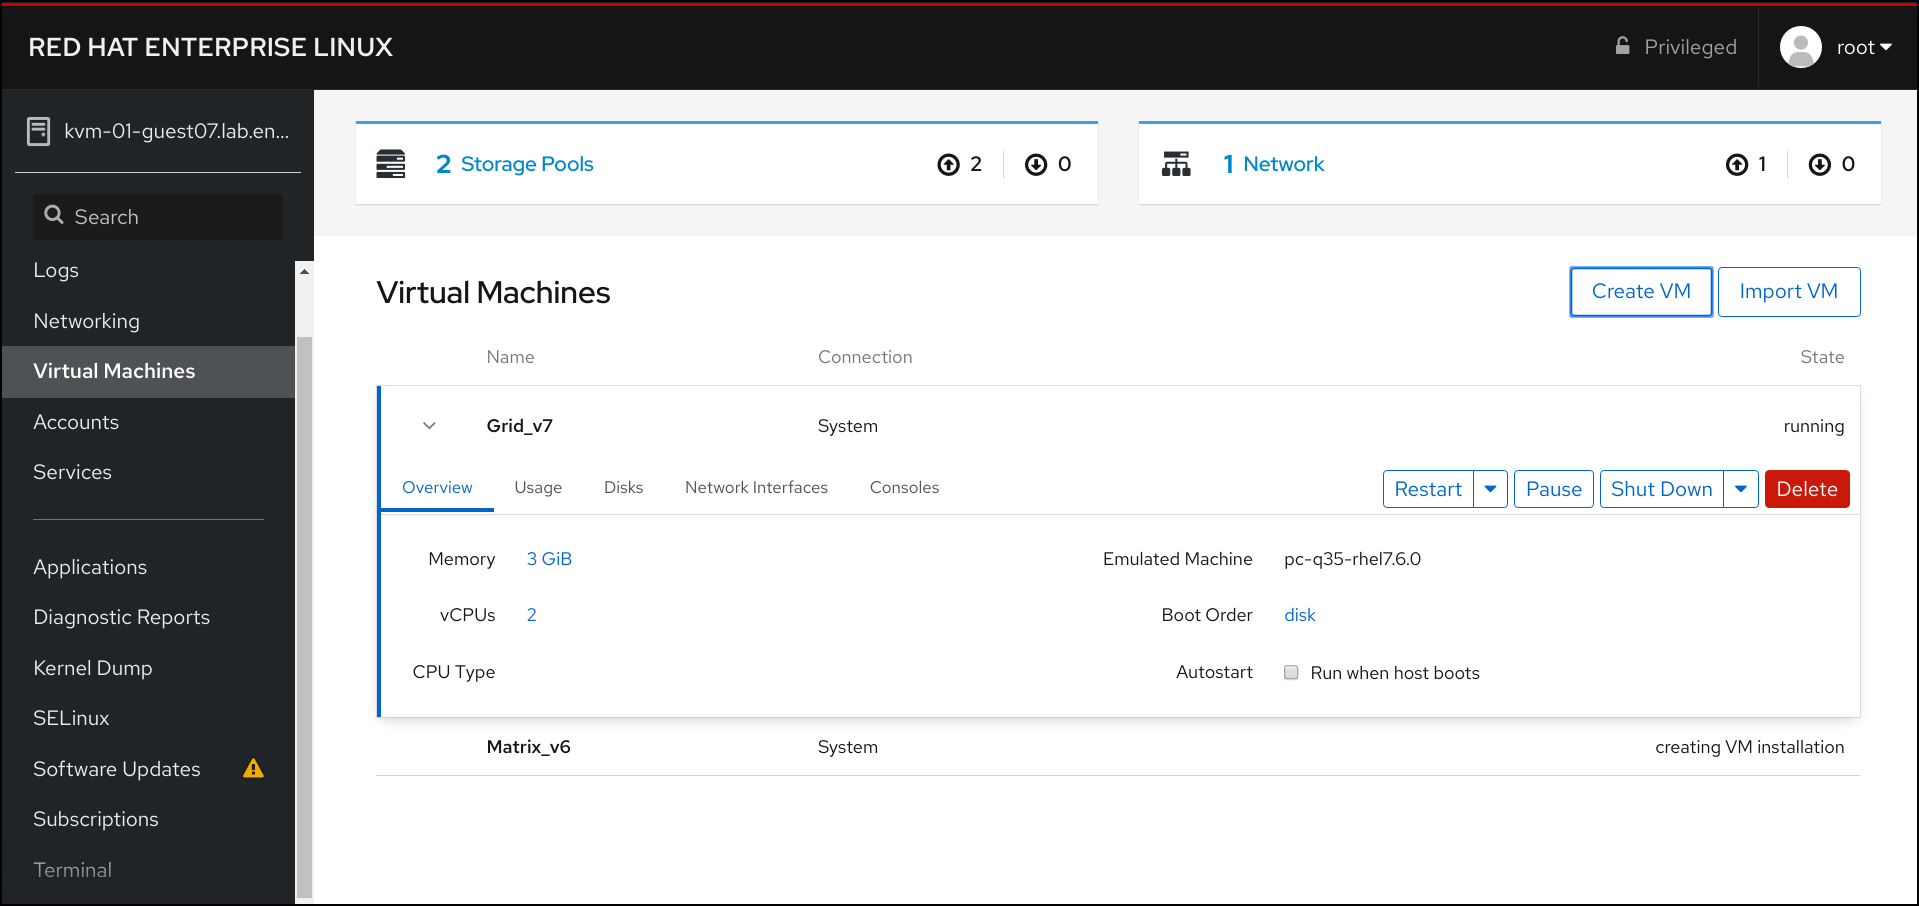 RED HAT ENTERPRISE LINUX
Privileged
root
kvm-01-guest07.lab.en...
Search
Logs
Networking
Virtual Machines
Accounts
Services
Applications
Diagnostic Reports
Kernel Dump
SELinux
Software Updates
Subscriptions
Terminal
2 Storage Pools 2 0
1 Network 1 0
Virtual Machines
Create VM Import VM
Name Connection State
Grid_v7 System running
Overview Usage Disks Network Interfaces Consoles Restart Pause Shut Down Delete
Memory 3 GiB Emulated Machine pc-q35-rhel7.6.0
vCPUs 2 Boot Order disk
CPU Type Autostart Run when host boots
Matrix_v6 System creating VM installation